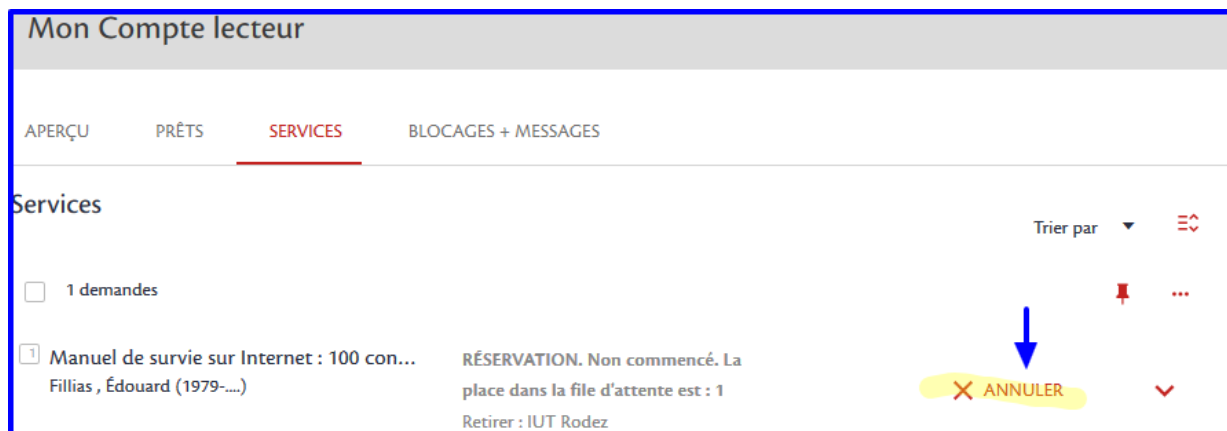 Mon Compte lecteur
APERÇU PRÊTS SERVICES BLOCAGES + MESSAGES
Services
Trier par
1 demandes
1 Manuel de survie sur Internet : 100 con...
Fillias , Édouard (1979-....)
RÉSERVATION. Non commencé. La
place dans la file d'attente est : 1
Retirer : IUT Rodez
ANNULER